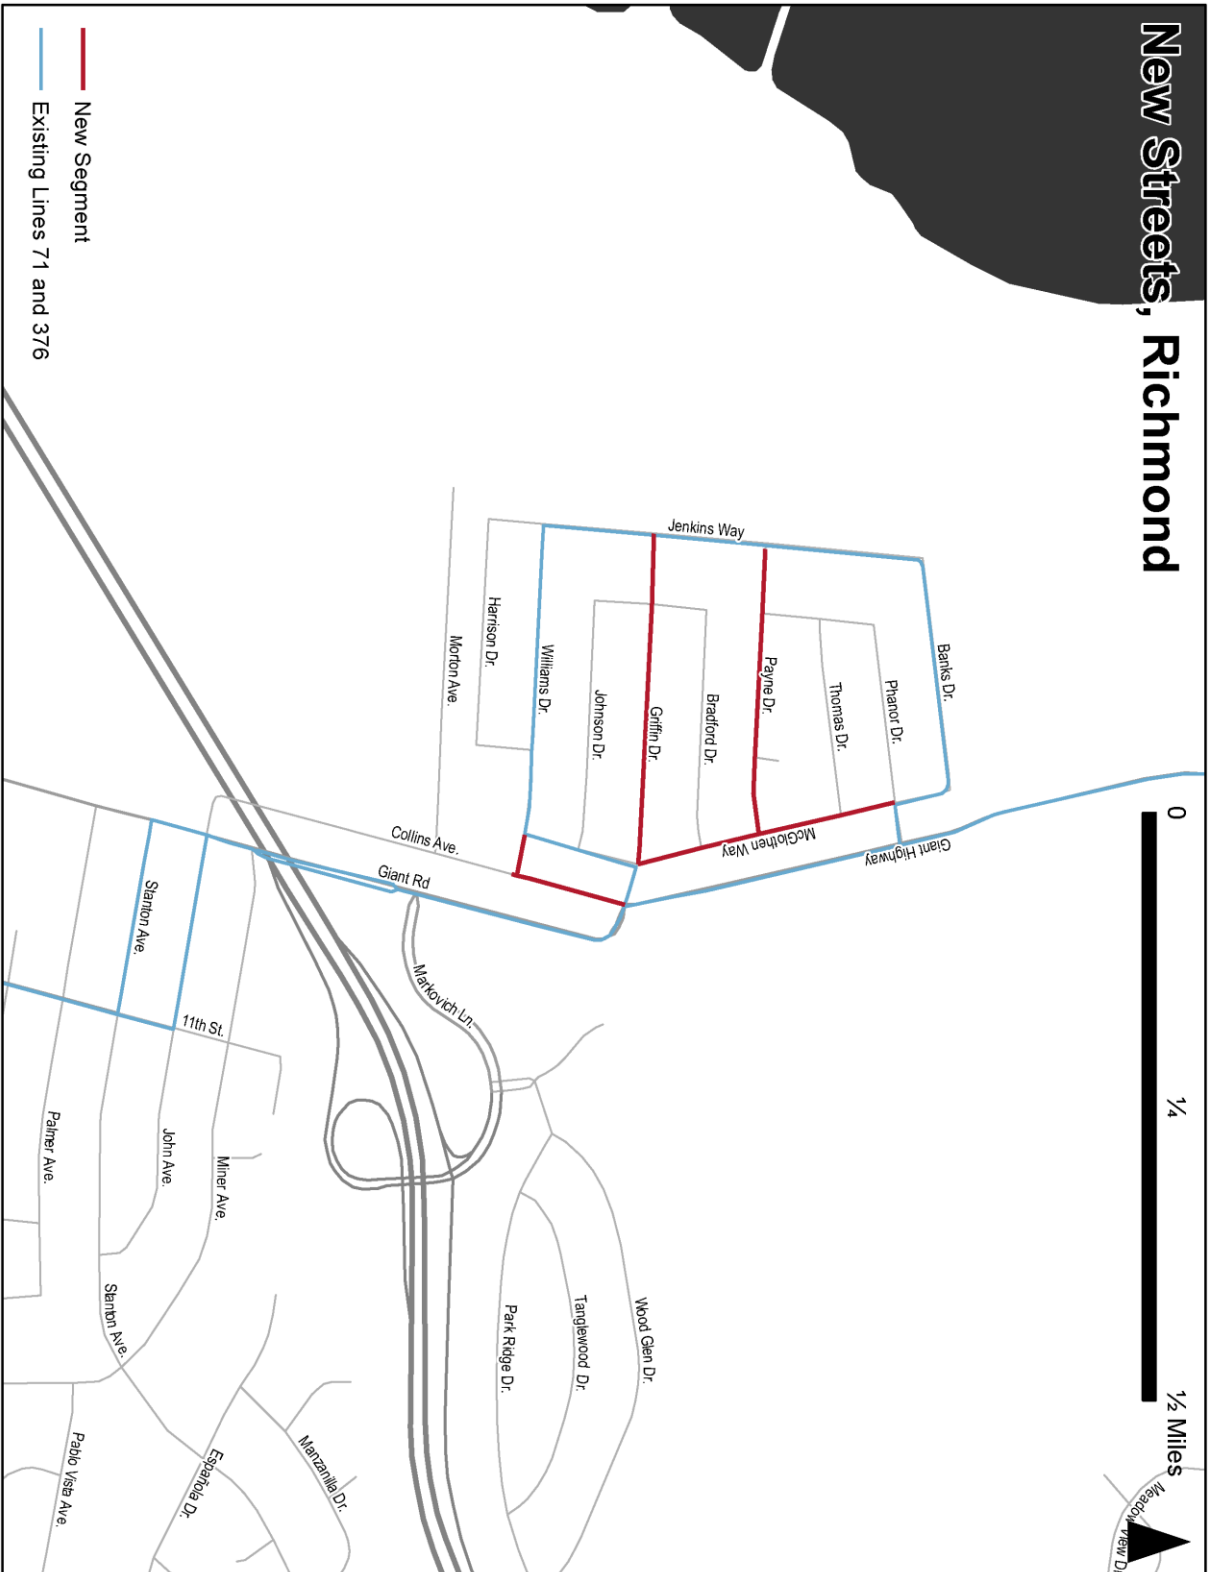 New Streets, Richmond
New Segment
Existing Lines 71 and 376
0
¼
½ Miles
Jenkins Way
Banks Dr.
Phanor Dr.
Thomas Dr.
Payne Dr.
Bradford Dr.
Griffin Dr.
Johnson Dr.
Williams Dr.
Harrison Dr.
Morton Ave.
McGlothen Way
Giant Highway
Collins Ave.
Giant Rd
Markovich Ln.
Stanton Ave.
11th St.
Palmer Ave.
John Ave.
Miner Ave.
Stanton Ave.
Pablo Vista Ave.
Española Dr.
Manzanilla Dr.
Park Ridge Dr.
Tanglewood Dr.
Wood Glen Dr.
Meadow View D